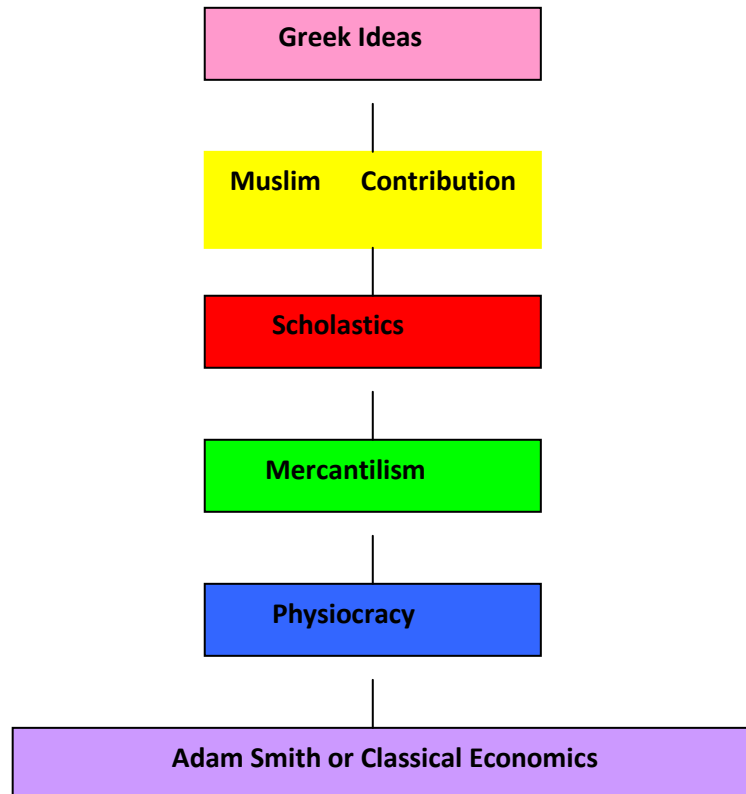 Greek Ideas
Muslim Contribution
Scholastics
Mercantilism
Physiocracy
Adam Smith or Classical Economics